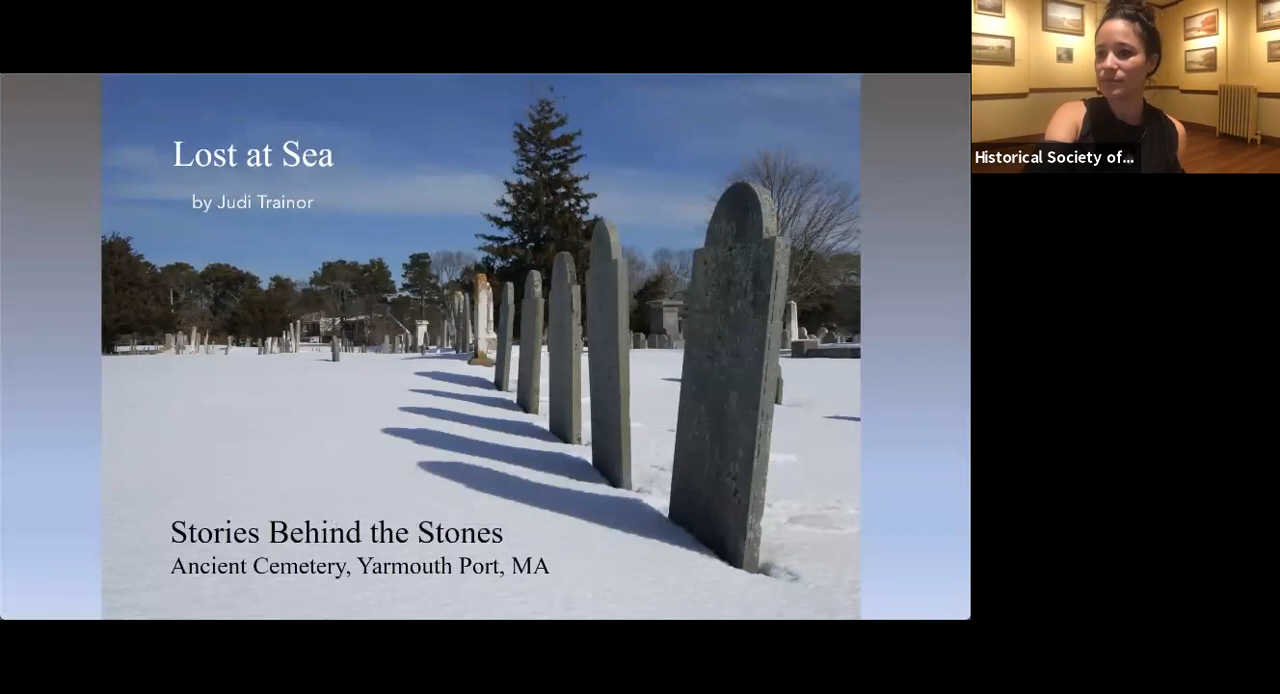 Lost at Sea
by Judi Trainor
Stories Behind the Stones
Ancient Cemetery, Yarmouth Port, MA
Historical Society of...